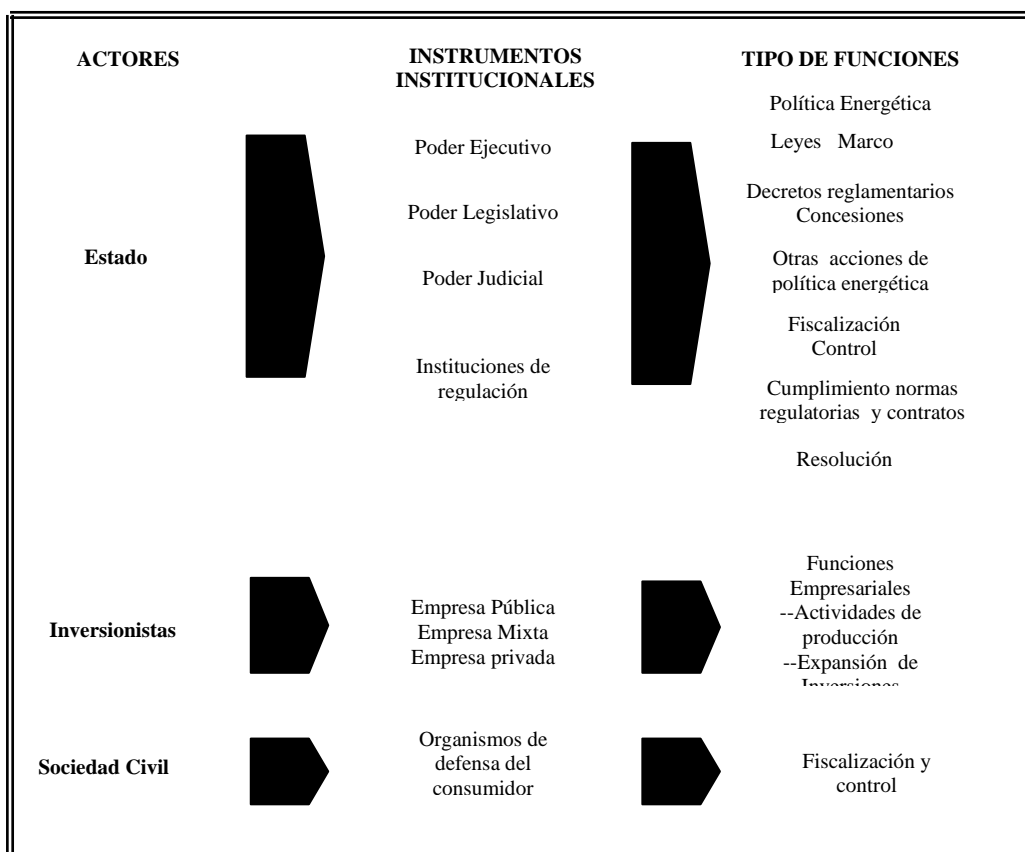 ACTORES
INSTRUMENTOS
INSTITUCIONALES
TIPO DE FUNCIONES
Estado
Poder Ejecutivo
Poder Legislativo
Poder Judicial
Instituciones de
regulación
Política Energética
Leyes Marco
Decretos reglamentarios
Concesiones
Otras acciones de
política energética
Fiscalización
Control
Cumplimiento normas
regulatorias y contratos
Resolución
Inversionistas
Empresa Pública
Empresa Mixta
Empresa privada
Funciones
Empresariales
--Actividades de
producción
--Expansión de
Inversiones
Sociedad Civil
Organismos de
defensa del
consumidor
Fiscalización y
control